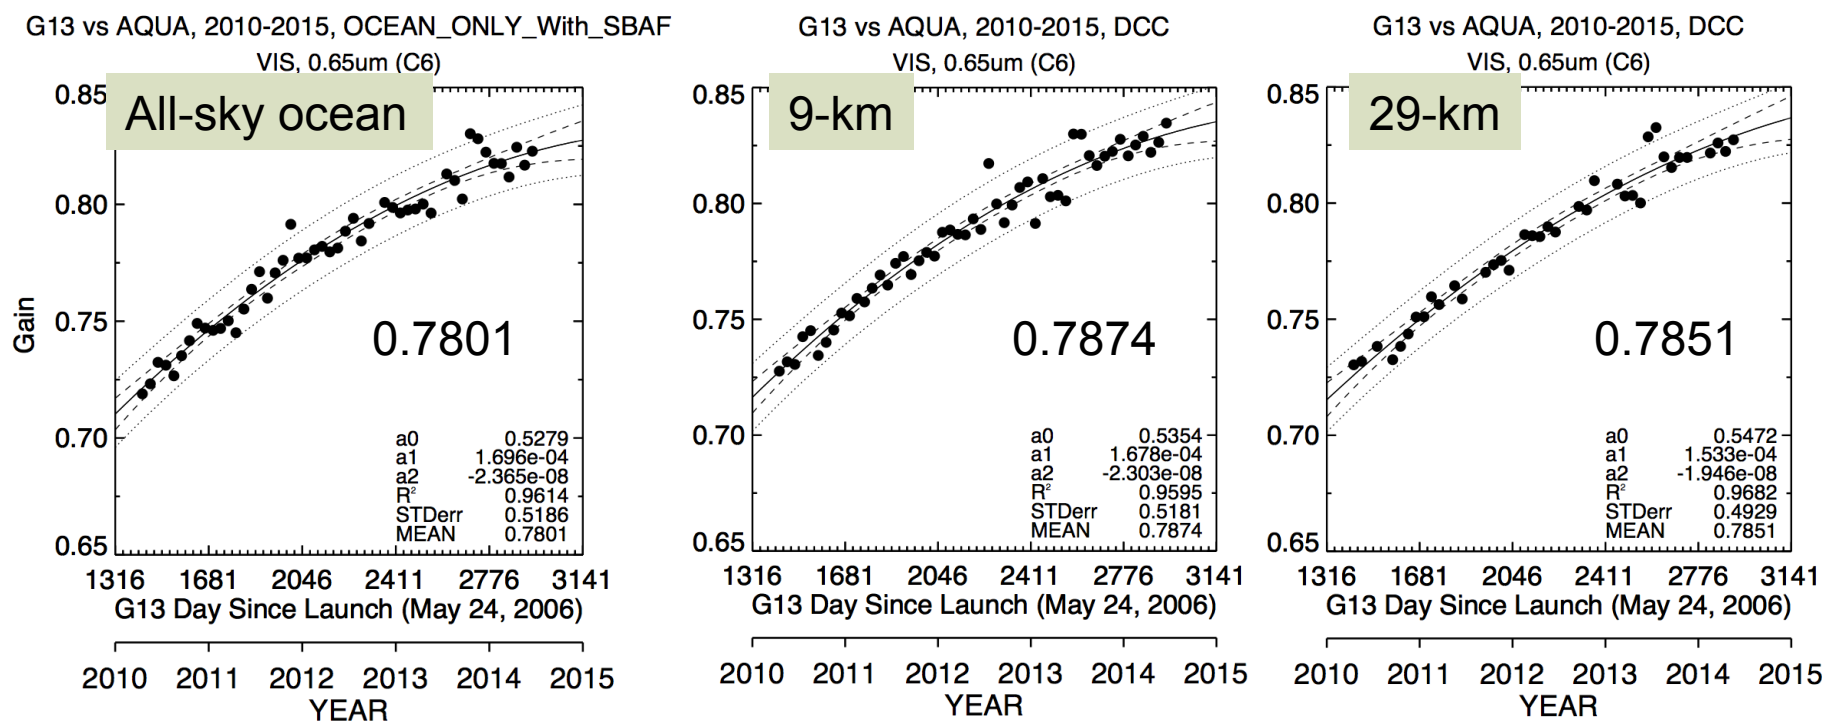 G13 vs AQUA, 2010-2015, OCEAN_ONLY_With_SBAF
VIS, 0.65um (C6)
All-sky ocean
0.85
0.80
0.75
0.70
0.65
Gain
0.7801
a0 0.5279
a1 1.696e-04
a2 -2.365e-08
R² 0.9614
STDerr 0.5186
MEAN 0.7801
1316 1681 2046 2411 2776 3141
G13 Day Since Launch (May 24, 2006)
2010 2011 2012 2013 2014 2015
YEAR
G13 vs AQUA, 2010-2015, DCC
VIS, 0.65um (C6)
9-km
0.85
0.80
0.75
0.70
0.65
0.7874
a0 0.5354
a1 1.678e-04
a2 -2.303e-08
R² 0.9595
STDerr 0.5181
MEAN 0.7874
1316 1681 2046 2411 2776 3141
G13 Day Since Launch (May 24, 2006)
2010 2011 2012 2013 2014 2015
YEAR
G13 vs AQUA, 2010-2015, DCC
VIS, 0.65um (C6)
29-km
0.85
0.80
0.75
0.70
0.65
0.7851
a0 0.5472
a1 1.533e-04
a2 -1.946e-08
R² 0.9682
STDerr 0.4929
MEAN 0.7851
1316 1681 2046 2411 2776 3141
G13 Day Since Launch (May 24, 2006)
2010 2011 2012 2013 2014 2015
YEAR